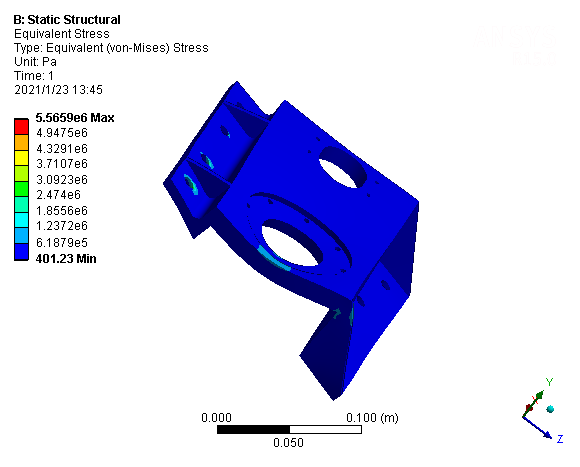 B: Static Structural
Equivalent Stress
Type: Equivalent (von-Mises) Stress
Unit: Pa
Time: 1
2021/1/23 13:45
5.5659e6 Max
4.9475e6
4.3291e6
3.7107e6
3.0923e6
2.474e6
1.8556e6
1.2372e6
6.1879e5
401.23 Min
0.000
0.100 (m)
0.050
Y
Z